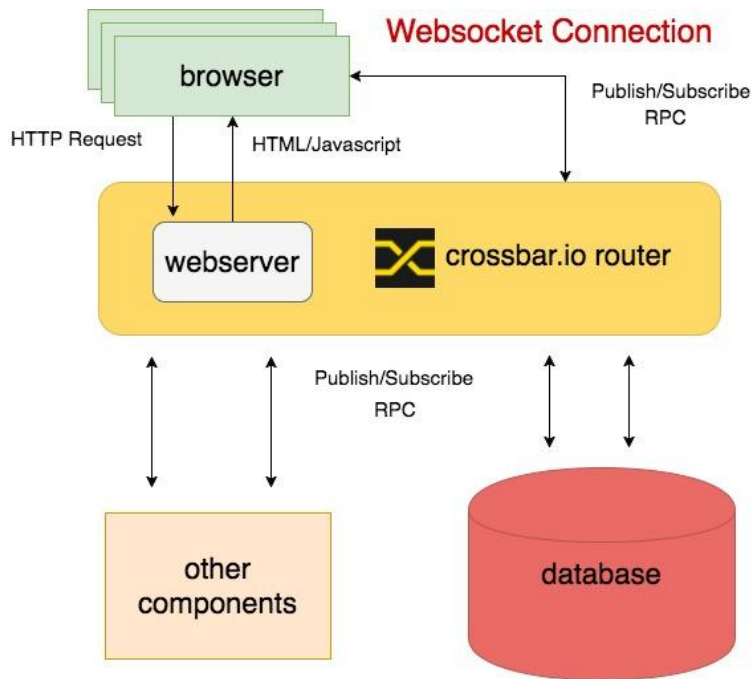 Websocket Connection
browser
Publish/Subscribe
RPC
HTTP Request
HTML/Javascript
webserver
crossbar.io router
Publish/Subscribe
RPC
other
components
database